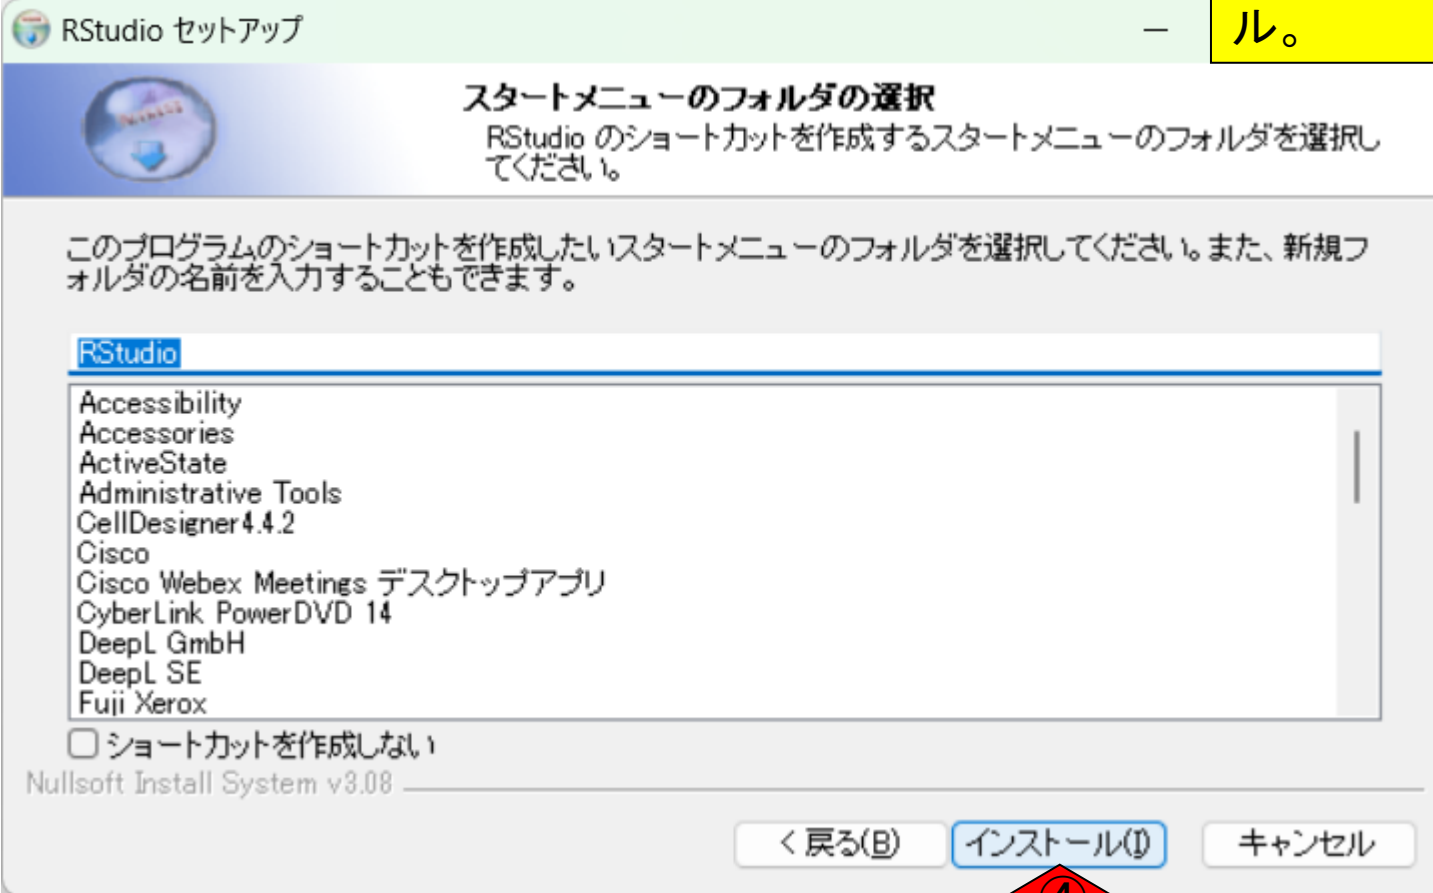 RStudio セットアップ
ル。
スタートメニューのフォルダの選択
RStudio のショートカットを作成するスタートメニューのフォルダを選択し
てください。
このプログラムのショートカットを作成したいスタートメニューのフォルダを選択してください。また、新規フ
ォルダの名前を入力することもできます。
RStudio
Accessibility
Accessories
ActiveState
Administrative Tools
CellDesigner4.4.2
Cisco
Cisco Webex Meetings デスクトップアプリ
CyberLink PowerDVD 14
DeepL GmbH
DeepL SE
Fuji Xerox
ショートカットを作成しない
Nullsoft Install System v3.08
< 戻る(B)
インストール(I)
キャンセル
④